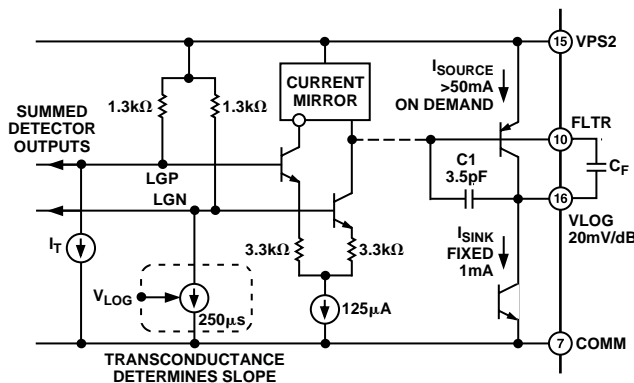 15 VPS2
CURRENT
MIRROR
I SOURCE
>50mA
ON DEMAND
1.3kΩ
1.3kΩ
SUMMED
DETECTOR
OUTPUTS
FLTR
10
LGP
C1
3.5pF
CF
LGN
16
VLOG
20mV/dB
IT
3.3kΩ
3.3kΩ
ISINK
FIXED
1mA
VLOG
250µs
125µA
7 COMM
TRANSCONDUCTANCE
DETERMINES SLOPE